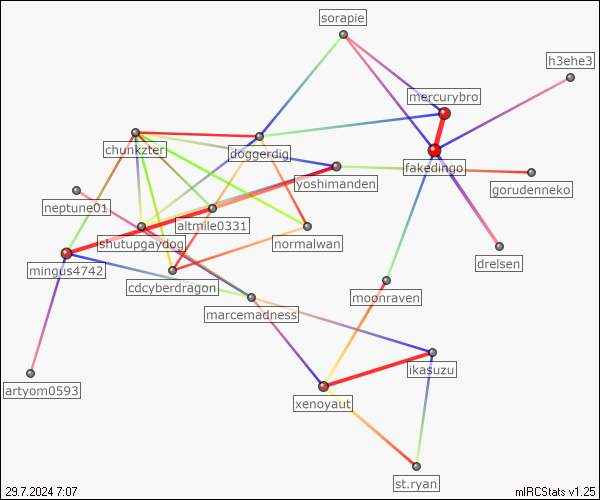 sorapie
h3ehe3
mercurybro
chunkzteri
doggerdig
fakedingo
yoshimanden
gorudenneko
neptune01
altmile0331
shutupgaydog
normalwan
drelsen
mingus4742
cdcyberdragon
moonraven
marcemadness
ikasuzu
artyom0593
xenoyaut
st.ryan
29.7.2024 7:07
mIRCStats v1.25